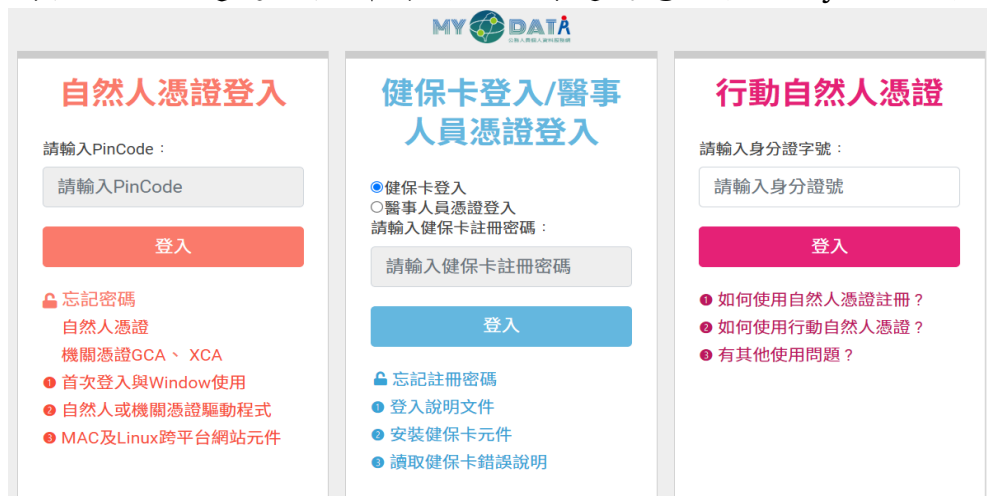 MY DATA
自然人憑證登入
請輸入PinCode：
請輸入PinCode
登入
忘記密碼
自然人憑證
機關憑證GCA、 XCA
❶ 首次登入與Window使用
❷ 自然人或機關憑證驅動程式
❸ MAC及Linux跨平台網站元件
健保卡登入/醫事
人員憑證登入
健保卡登入
醫事人員憑證登入
請輸入健保卡註冊密碼：
請輸入健保卡註冊密碼
登入
忘記註冊密碼
❶ 登入說明文件
❷ 安裝健保卡元件
❸ 讀取健保卡錯誤說明
行動自然人憑證
請輸入身分證字號：
請輸入身分證號
登入
❶ 如何使用自然人憑證註冊？
❷ 如何使用行動自然人憑證？
❸ 有其他使用問題？